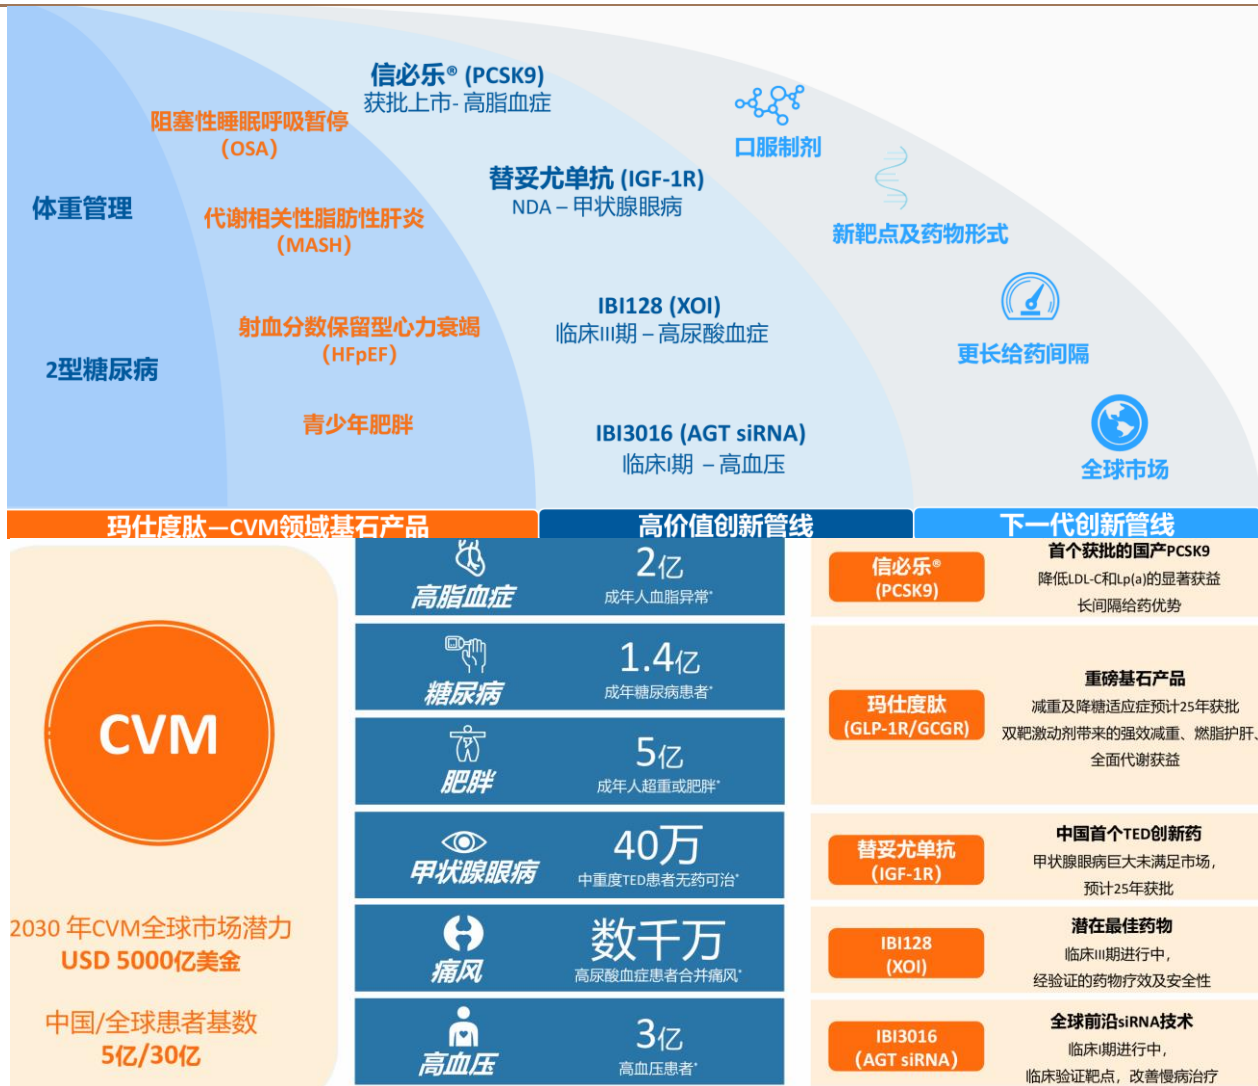 信必乐® (PCSK9)
获批上市- 高脂血症
阻塞性睡眠呼吸暂停
（OSA）
口服制剂
替妥尤单抗 (IGF-1R)
NDA – 甲状腺眼病
体重管理
代谢相关性脂肪性肝炎
（MASH）
新靶点及药物形式
IBI128 (XOI)
临床III期 – 高尿酸血症
射血分数保留型心力衰竭
(HFpEF)
更长给药间隔
2型糖尿病
青少年肥胖
IBI3016 (AGT siRNA)
临床I期 – 高血压
全球市场
玛仕度肽—CVM领域基石产品
高价值创新管线
下一代创新管线
CVM
2030 年CVM全球市场潜力
USD 5000亿美金
中国/全球患者基数
5亿/30亿
高脂血症
2亿
成年人血脂异常*
糖尿病
1.4亿
成年糖尿病患者*
肥胖
5亿
成年人超重或肥胖*
甲状腺眼病
40万
中重度TED患者无药可治*
痛风
数千万
高尿酸血症患者合并痛风*
高血压
3亿
高血压患者*
信必乐®
(PCSK9)
首个获批的国产PCSK9
降低LDL-C和Lp(a)的显著获益
长间隔给药优势
玛仕度肽
(GLP-1R/GCGR)
重磅基石产品
减重及降糖适应症预计25年获批
双靶激动剂带来的强效减重、燃脂护肝、
全面代谢获益
替妥尤单抗
（IGF-1R）
中国首个TED创新药
甲状腺眼病巨大未满足市场，
预计25年获批
IBI128
(XOI)
潜在最佳药物
临床III期进行中，
经验证的药物疗效及安全性
IBI3016
(AGT siRNA)
全球前沿siRNA技术
临床I期进行中，
临床验证靶点，改善慢病治疗